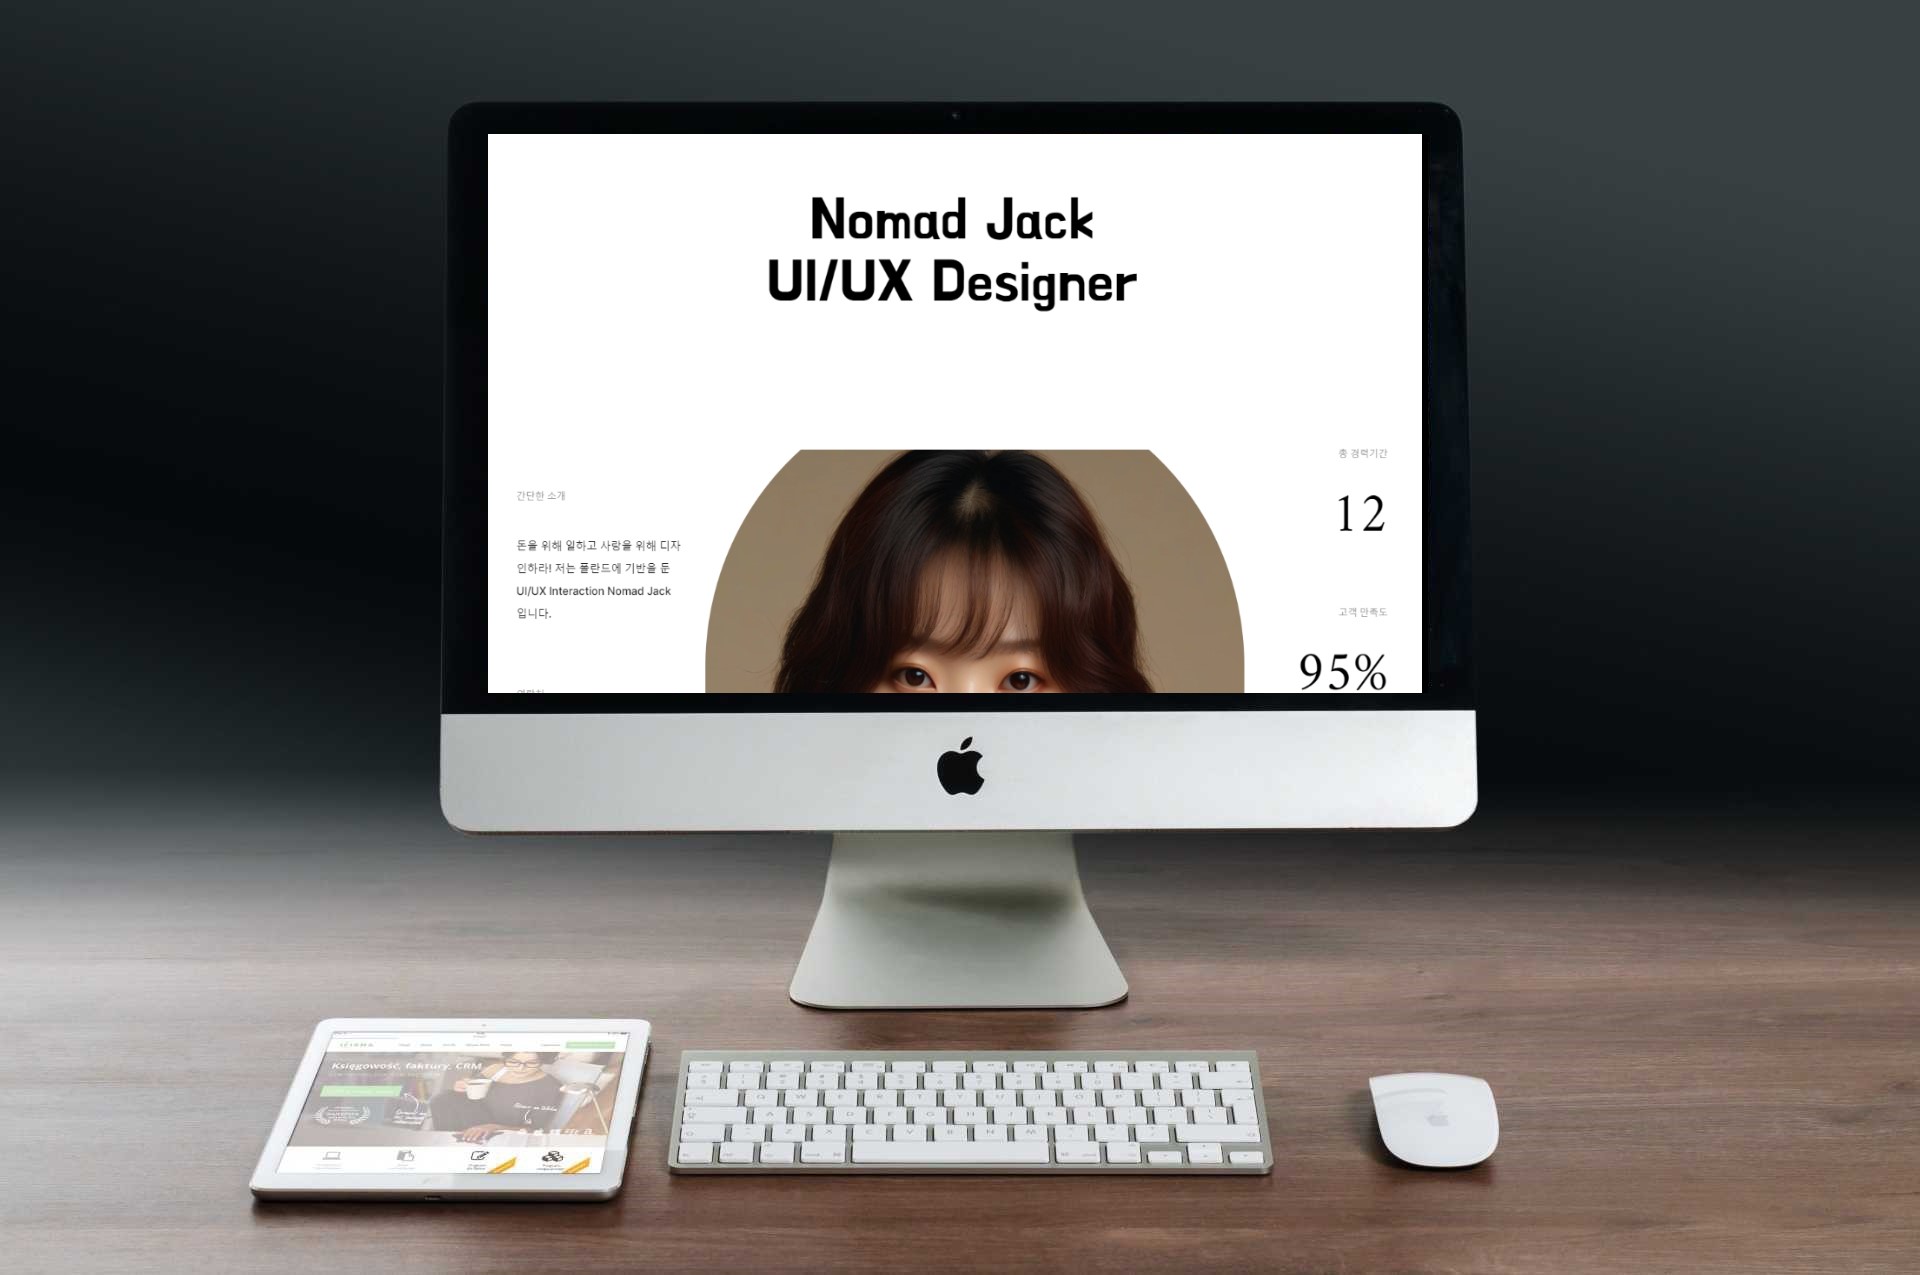 Nomad Jack
UI/UX Designer
총 경력기간
12
간단한 소개
돈을 위해 일하고 사랑을 위해 디자
인하라! 저는 폴란드에 기반을 둔
UI/UX Interaction Nomad Jack
입니다.
고객 만족도
95%
Księgowość, faktury, CRM
Q W E R T Y U I O P
A S D F G H J K L
Z X C V B N M